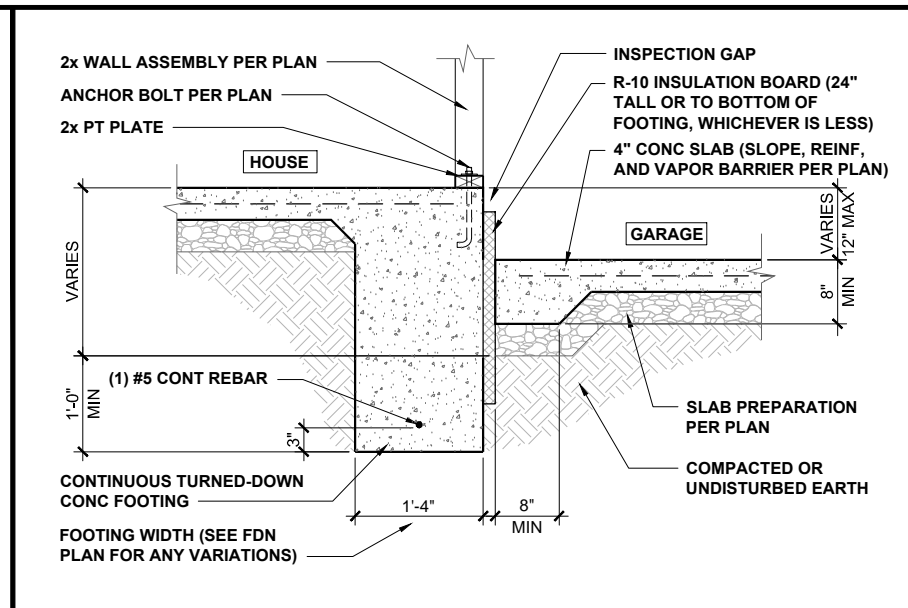 2x WALL ASSEMBLY PER PLAN
ANCHOR BOLT PER PLAN
2x PT PLATE
HOUSE
INSPECTION GAP
R-10 INSULATION BOARD (24"
TALL OR TO BOTTOM OF
FOOTING, WHICHEVER IS LESS)
4" CONC SLAB (SLOPE, REINF,
AND VAPOR BARRIER PER PLAN)
GARAGE
VARIES
12" MAX
8"
MIN
VARIES
1'-0"
MIN
(1) #5 CONT REBAR
3"
CONTINUOUS TURNED-DOWN
CONC FOOTING
FOOTING WIDTH (SEE FDN
PLAN FOR ANY VARIATIONS)
1'-4"
8"
MIN
SLAB PREPARATION
PER PLAN
COMPACTED OR
UNDISTURBED EARTH